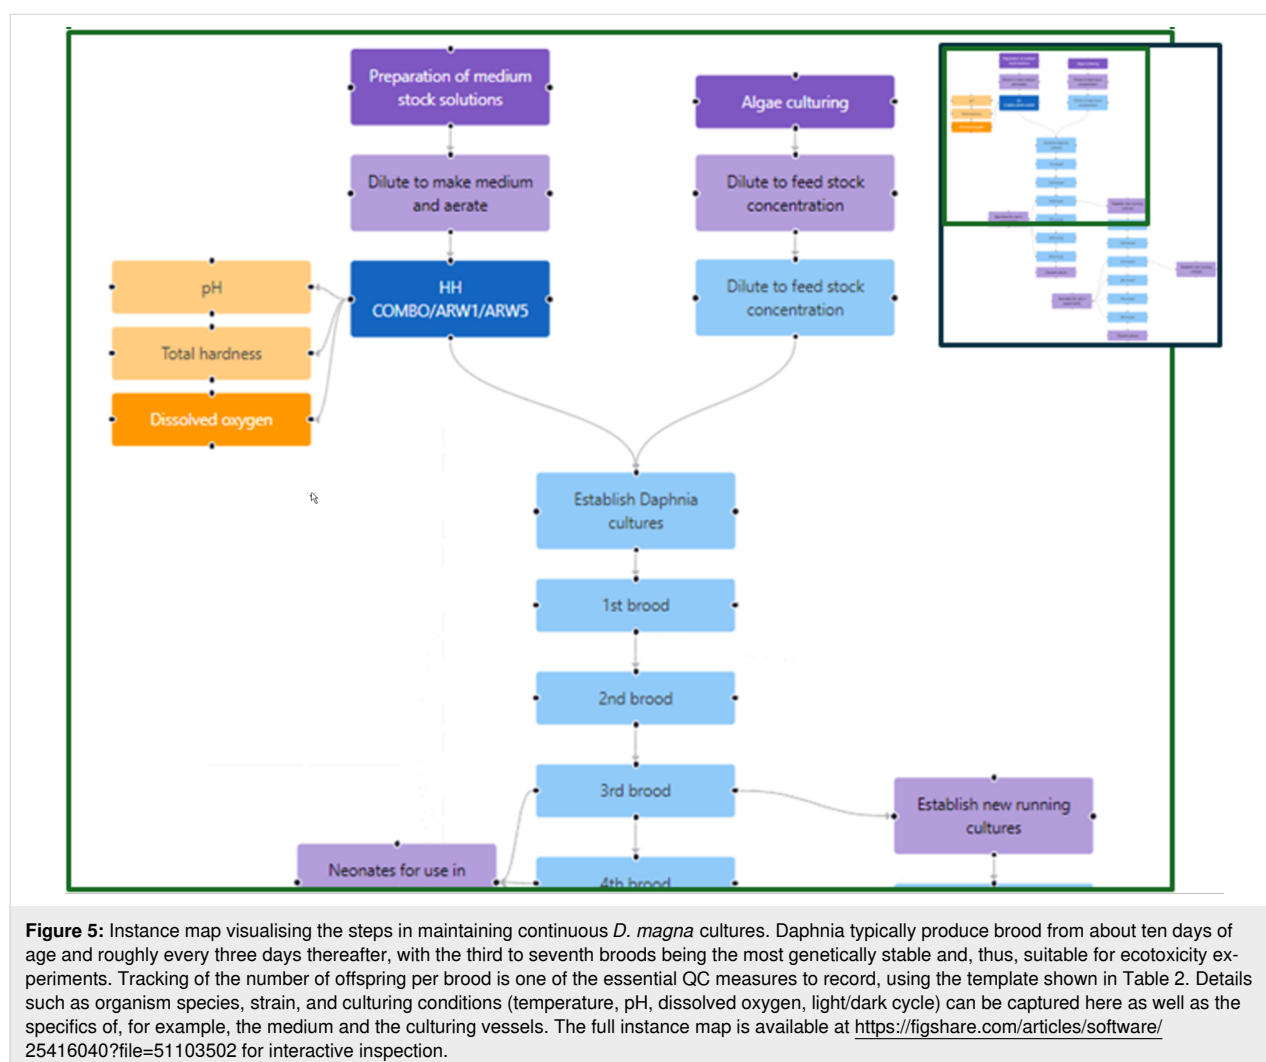 Preparation of medium
stock solutions
Algae culturing
Dilute to make medium
and aerate
Dilute to feed stock
concentration
pH
HH
COMBO/ARW1/ARW5
Dilute to feed stock
concentration
Total hardness
Dissolved oxygen
Establish Daphnia
cultures
1st brood
2nd brood
3rd brood
Establish new running
cultures
Neonates for use in
4th brood
Figure 5: Instance map visualising the steps in maintaining continuous D. magna cultures. Daphnia typically produce brood from about ten days of
age and roughly every three days thereafter, with the third to seventh broods being the most genetically stable and, thus, suitable for ecotoxicity ex-
periments. Tracking of the number of offspring per brood is one of the essential QC measures to record, using the template shown in Table 2. Details
such as organism species, strain, and culturing conditions (temperature, pH, dissolved oxygen, light/dark cycle) can be captured here as well as the
specifics of, for example, the medium and the culturing vessels. The full instance map is available at https://figshare.com/articles/software/
25416040?file=51103502 for interactive inspection.